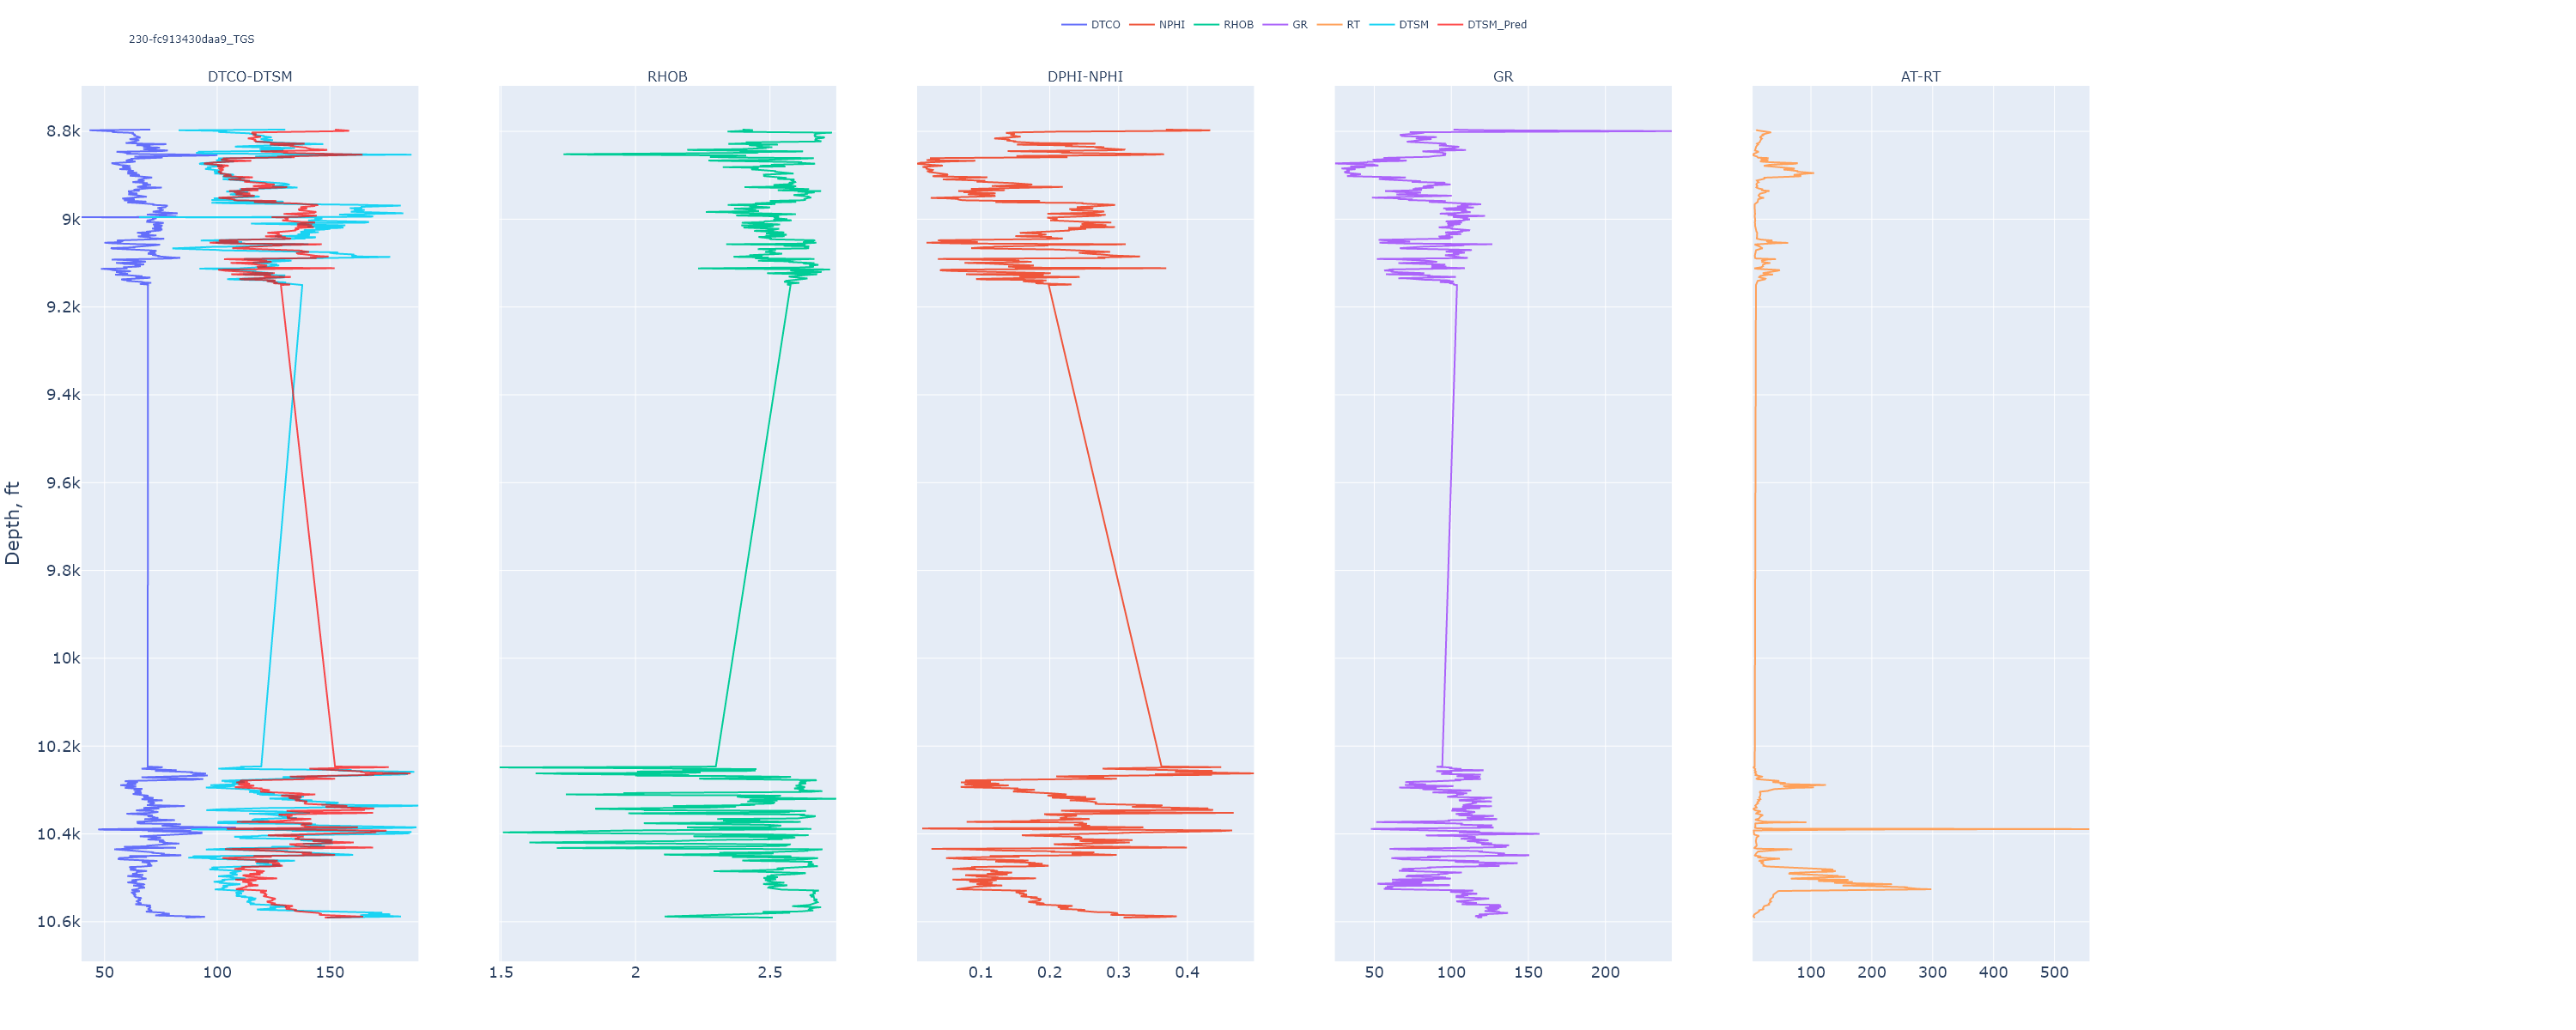 DTCO NPHI RHOB GR RT DTSM DTSM_Pred
230-fc913430daa9_TGS
DTCO-DTSM RHOB DPHI-NPHI GR AT-RT
8.8k
9k
9.2k
9.4k
9.6k
9.8k
10k
10.2k
10.4k
10.6k
Depth, ft
50 100 150 1.5 2 2.5 0.1 0.2 0.3 0.4 50 100 150 200 100 200 300 400 500